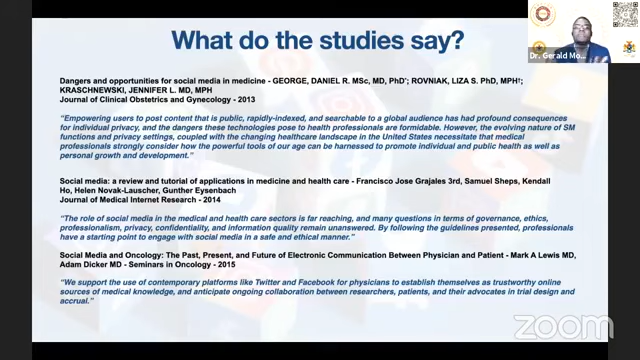 What do the studies say?
Dangers and opportunities for social media in medicine - GEORGE, DANIEL R. MSc, MD, PhD*; ROVNIAK, LIZA S. PhD, MPH†;
KRASCHNEWSKI, JENNIFER L. MD, MPH
Journal of Clinical Obstetrics and Gynecology - 2013
“Empowering users to post content that is public, rapidly-indexed, and searchable to a global audience has had profound consequences
for individual privacy, and the dangers these technologies pose to health professionals are formidable. However, the evolving nature of SM
functions and privacy settings, coupled with the changing healthcare landscape in the United States necessitate that medical
professionals strongly consider how the powerful tools of our age can be harnessed to promote individual and public health as well as
personal growth and development.”
Social media: a review and tutorial of applications in medicine and health care - Francisco Jose Grajales 3rd, Samuel Sheps, Kendall
Ho, Helen Novak-Lauscher, Gunther Eysenbach
Journal of Medical Internet Research - 2014
“The role of social media in the medical and health care sectors is far reaching, and many questions in terms of governance, ethics,
professionalism, privacy, confidentiality, and information quality remain unanswered. By following the guidelines presented, professionals
have a starting point to engage with social media in a safe and ethical manner.”
Social Media and Oncology: The Past, Present, and Future of Electronic Communication Between Physician and Patient - Mark A Lewis MD,
Adam Dicker MD - Seminars in Oncology - 2015
“We support the use of contemporary platforms like Twitter and Facebook for physicians to establish themselves as trustworthy online
sources of medical knowledge, and anticipate ongoing collaboration between researchers, patients, and their advocates in trial design and
accrual.”
Dr. Gerald Mo...
zoom